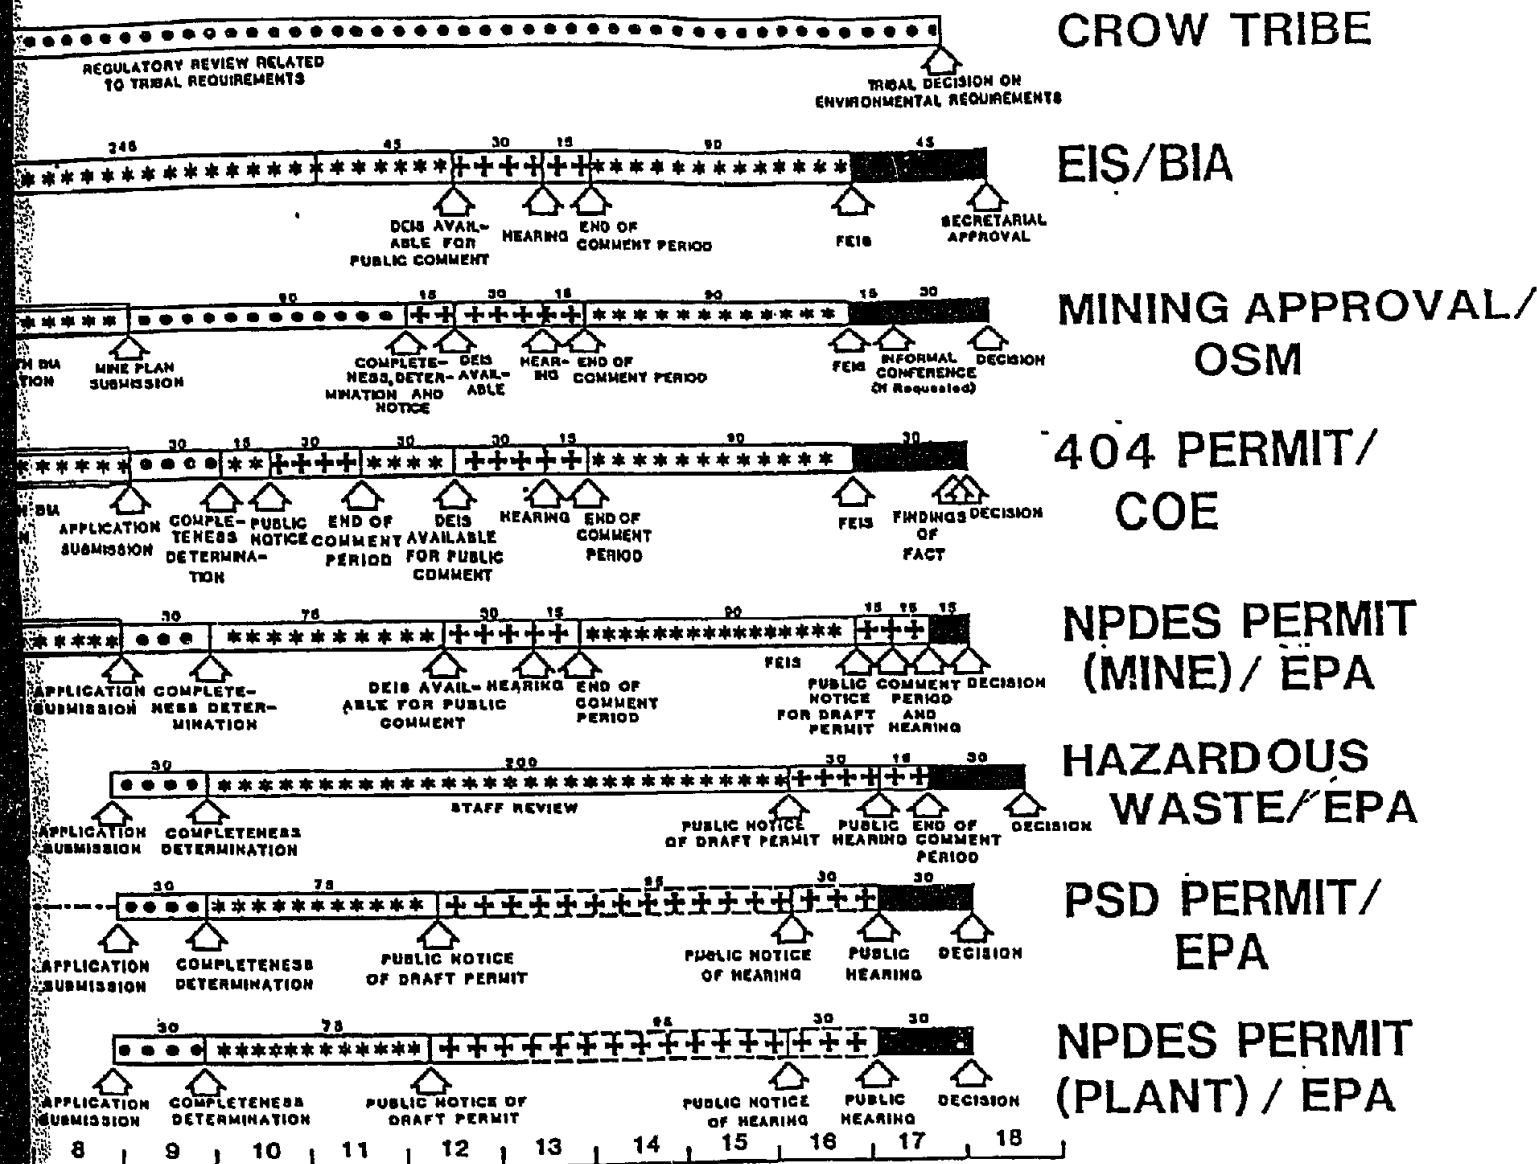 CROW TRIBE
REGULATORY REVIEW RELATED
TO TRIBAL REQUIREMENTS
TRIBAL DECISION ON
ENVIRONMENTAL REQUIREMENTS
EIS/BIA
245 45 30 15 90 45
DEIS AVAIL-
ABLE FOR
PUBLIC COMMENT
HEARING
END OF
COMMENT PERIOD
FEIS
SECRETARIAL
APPROVAL
MINING APPROVAL/
OSM
15 30 15 90 15 30
MINE PLAN
SUBMISSION
COMPLETE-
NESS, DETER-
MINATION AND
NOTICE
DEIS
AVAIL-
ABLE
HEAR-
ING
END OF
COMMENT PERIOD
FEIS
INFORMAL
CONFERENCE
(If Requested)
DECISION
404 PERMIT/
COE
30 15 30 30 30 15 90 30
APPLICATION
SUBMISSION
COMPLE-
TENESS
DETERMINA-
TION
PUBLIC
NOTICE
END OF
COMMENT
PERIOD
DEIS
AVAILABLE
FOR PUBLIC
COMMENT
HEARING
END OF
COMMENT
PERIOD
FEIS
FINDINGS
OF
FACT
DECISION
NPDES PERMIT
(MINE) / EPA
30 75 30 15 90 15 15 15
APPLICATION
SUBMISSION
COMPLETE-
NESS DETER-
MINATION
DEIS AVAIL-
ABLE FOR PUBLIC
COMMENT
HEARING
END OF
COMMENT
PERIOD
FEIS
PUBLIC
NOTICE
FOR DRAFT
PERMIT
COMMENT
PERIOD
AND
HEARING
DECISION
HAZARDOUS
WASTE/EPA
30 200 30 15 30
STAFF REVIEW
APPLICATION
SUBMISSION
COMPLETENESS
DETERMINATION
PUBLIC NOTICE
OF DRAFT PERMIT
PUBLIC
HEARING
END OF
COMMENT
PERIOD
DECISION
PSD PERMIT/
EPA
30 75 30 30
APPLICATION
SUBMISSION
COMPLETENESS
DETERMINATION
PUBLIC NOTICE
OF DRAFT PERMIT
PUBLIC NOTICE
OF HEARING
PUBLIC
HEARING
DECISION
NPDES PERMIT
(PLANT) / EPA
30 75 30 30
APPLICATION
SUBMISSION
COMPLETENESS
DETERMINATION
PUBLIC NOTICE OF
DRAFT PERMIT
PUBLIC NOTICE
OF HEARING
PUBLIC
HEARING
DECISION
8 9 10 11 12 13 14 15 16 17 18